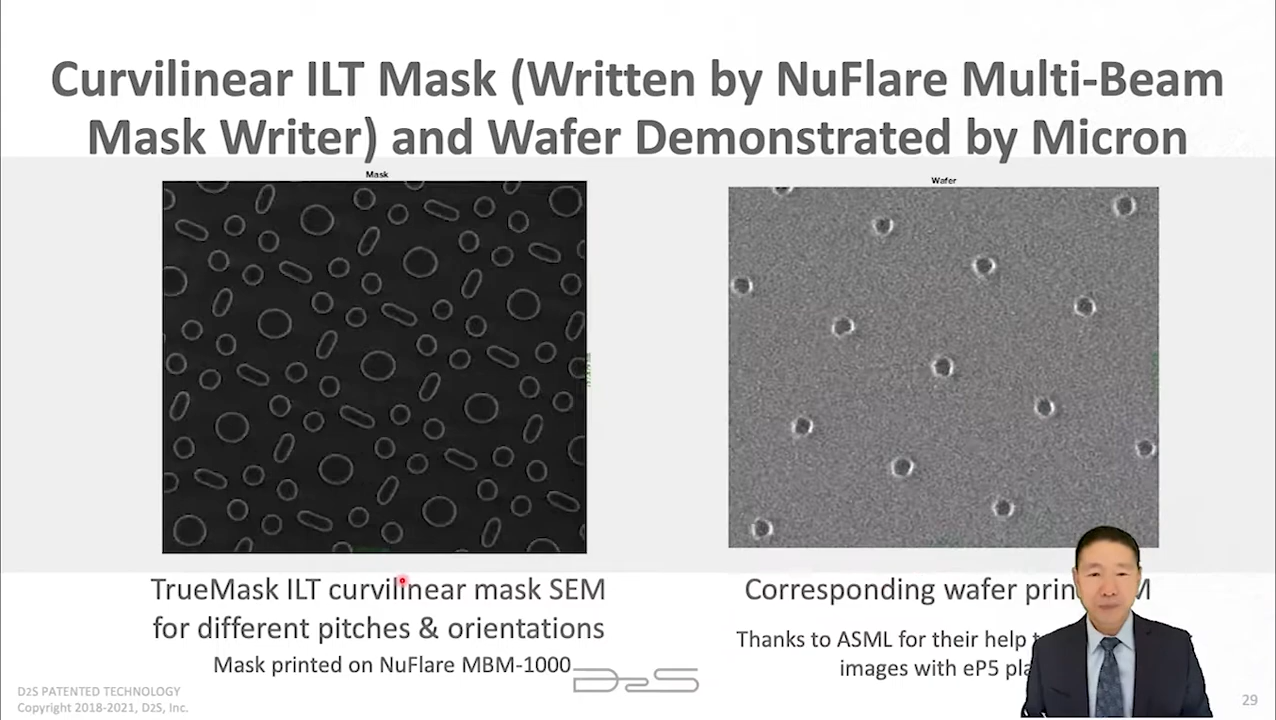 Curvilinear ILT Mask (Written by NuFlare Multi-Beam
Mask Writer) and Wafer Demonstrated by Micron
Mask
Wafer
TrueMask ILT curvilinear mask SEM
for different pitches & orientations
Mask printed on NuFlare MBM-1000
Corresponding wafer prin M
Thanks to ASML for their help
images with eP5
D2S
D2S PATENTED TECHNOLOGY
Copyright 2018-2021, D2S, Inc.
29